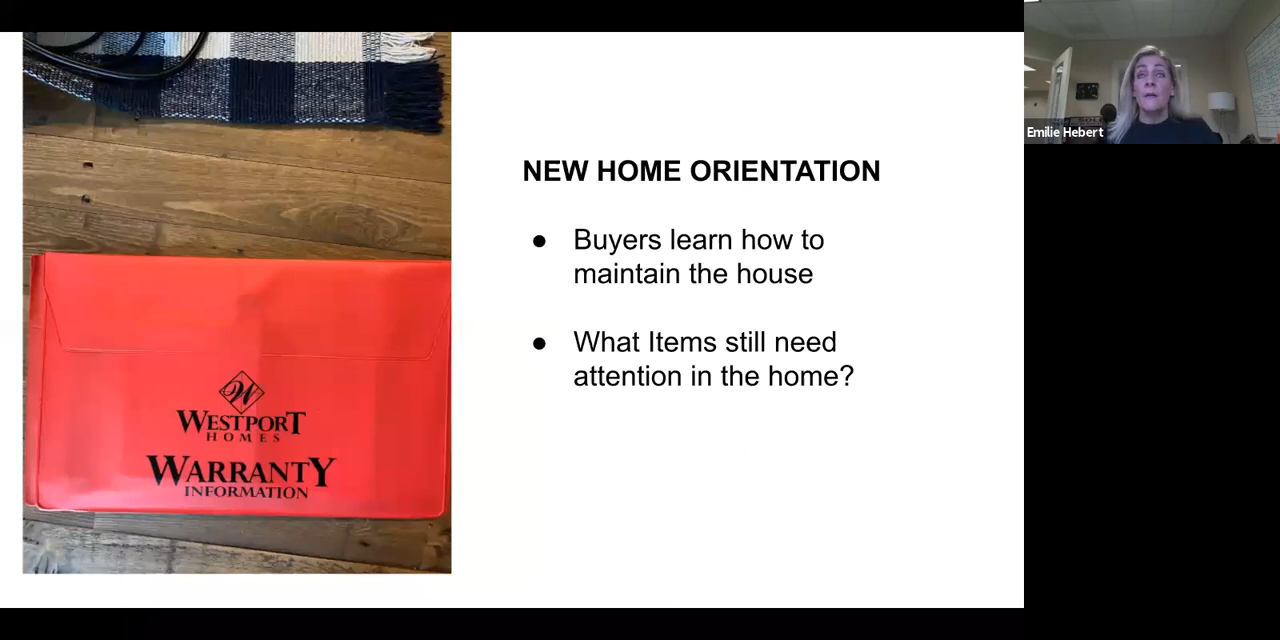 NEW HOME ORIENTATION
● Buyers learn how to
maintain the house
● What Items still need
attention in the home?
W
WESTPORT
HOMES
WARRANTY
INFORMATION
Emilie Hebert